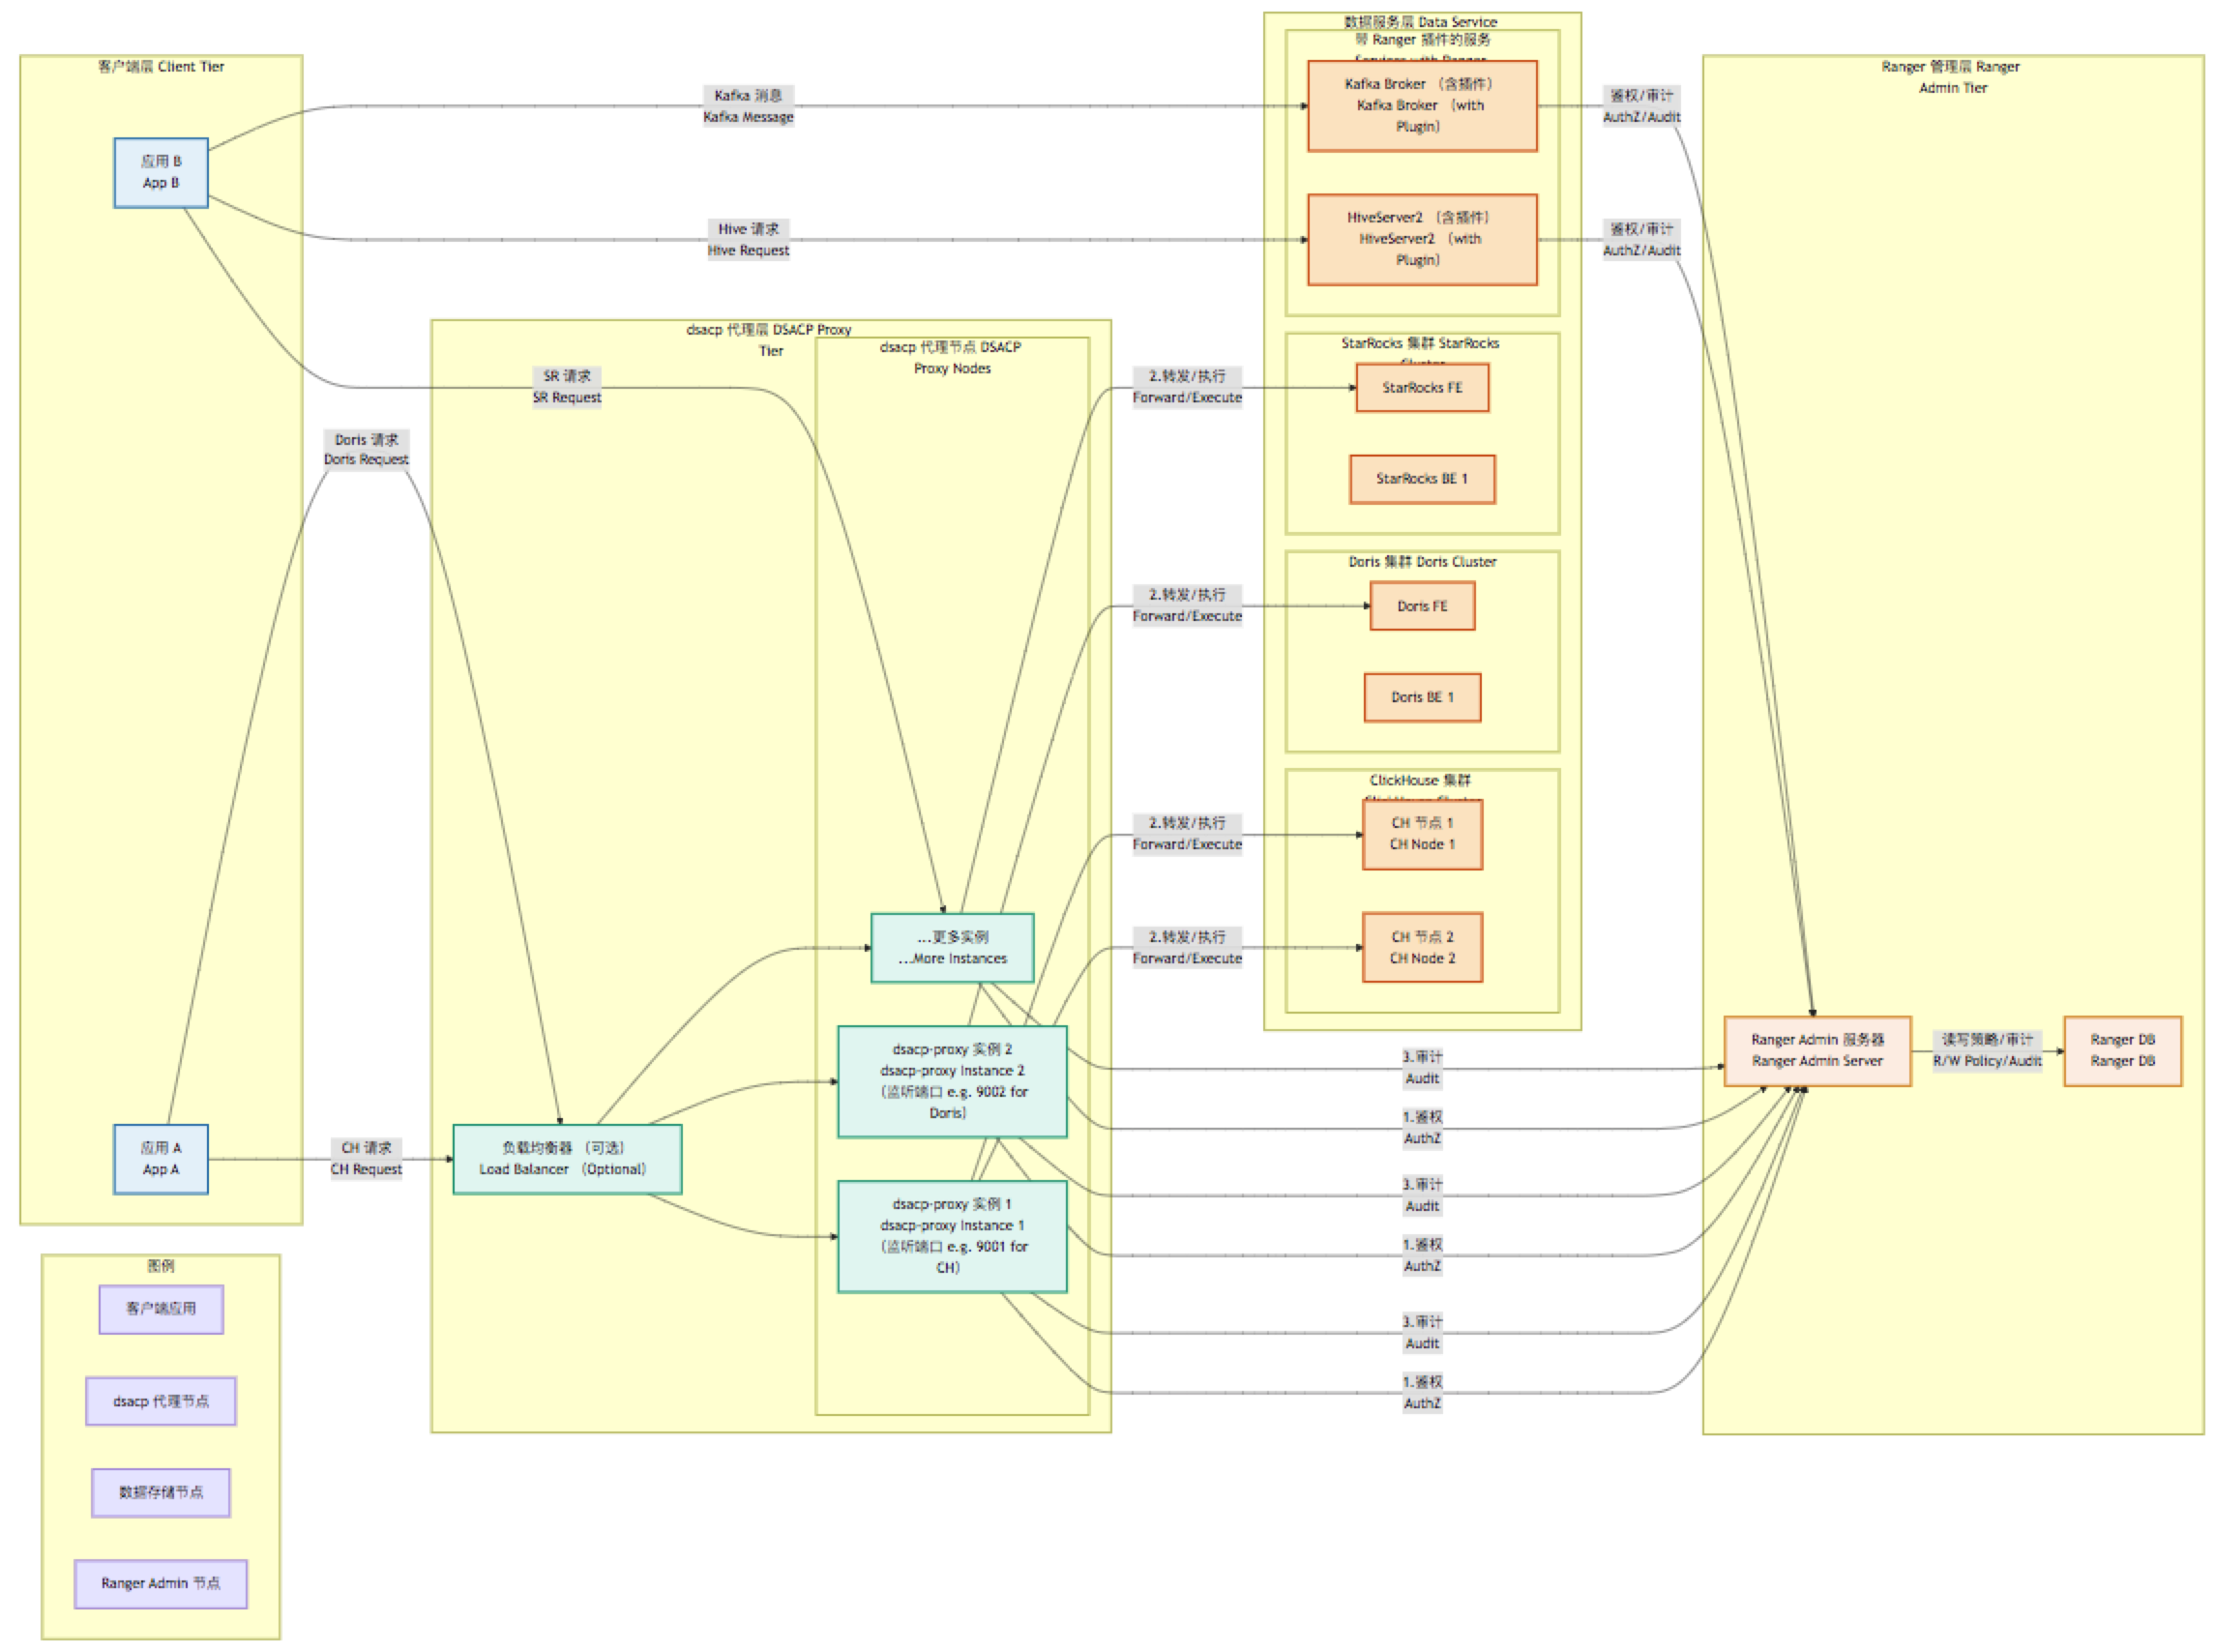 客户端层 Client Tier
应用 B
App B
应用 A
App A
Kafka 消息
Kafka Message
Hive 请求
Hive Request
SR 请求
SR Request
Doris 请求
Doris Request
CH 请求
CH Request
dsacp 代理层 DSACP Proxy
Tier
dsacp 代理节点 DSACP
Proxy Nodes
负载均衡器 （可选）
Load Balancer （Optional）
...更多实例
...More Instances
dsacp-proxy 实例 2
dsacp-proxy Instance 2
（监听端口 e.g. 9002 for
Doris）
dsacp-proxy 实例 1
dsacp-proxy Instance 1
（监听端口 e.g. 9001 for
CH）
2.转发/执行
Forward/Execute
2.转发/执行
Forward/Execute
2.转发/执行
Forward/Execute
2.转发/执行
Forward/Execute
数据服务层 Data Service
带 Ranger 插件的服务
Services with Ranger
Kafka Broker （含插件）
Kafka Broker （with
Plugin）
HiveServer2 （含插件）
HiveServer2 （with
Plugin）
StarRocks 集群 StarRocks
Cluster
StarRocks FE
StarRocks BE 1
Doris 集群 Doris Cluster
Doris FE
Doris BE 1
ClickHouse 集群
ClickHouse Cluster
CH 节点 1
CH Node 1
CH 节点 2
CH Node 2
鉴权/审计
AuthZ/Audit
鉴权/审计
AuthZ/Audit
3.审计
Audit
1.鉴权
AuthZ
3.审计
Audit
1.鉴权
AuthZ
3.审计
Audit
1.鉴权
AuthZ
Ranger 管理层 Ranger
Admin Tier
Ranger Admin 服务器
Ranger Admin Server
读写策略/审计
R/W Policy/Audit
Ranger DB
Ranger DB
图例
客户端应用
dsacp 代理节点
数据存储节点
Ranger Admin 节点